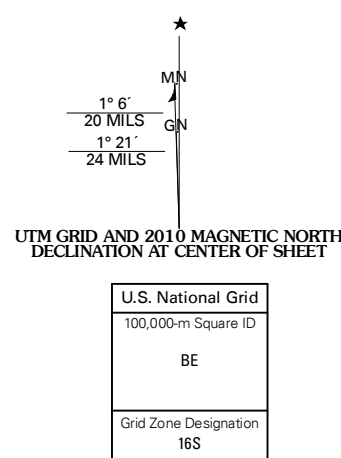 MN
1° 6´
20 MILS
GN
1° 21´
24 MILS
UTM GRID AND 2010 MAGNETIC NORTH
DECLINATION AT CENTER OF SHEET
U.S. National Grid
100,000-m Square ID
BE
Grid Zone Designation
16S